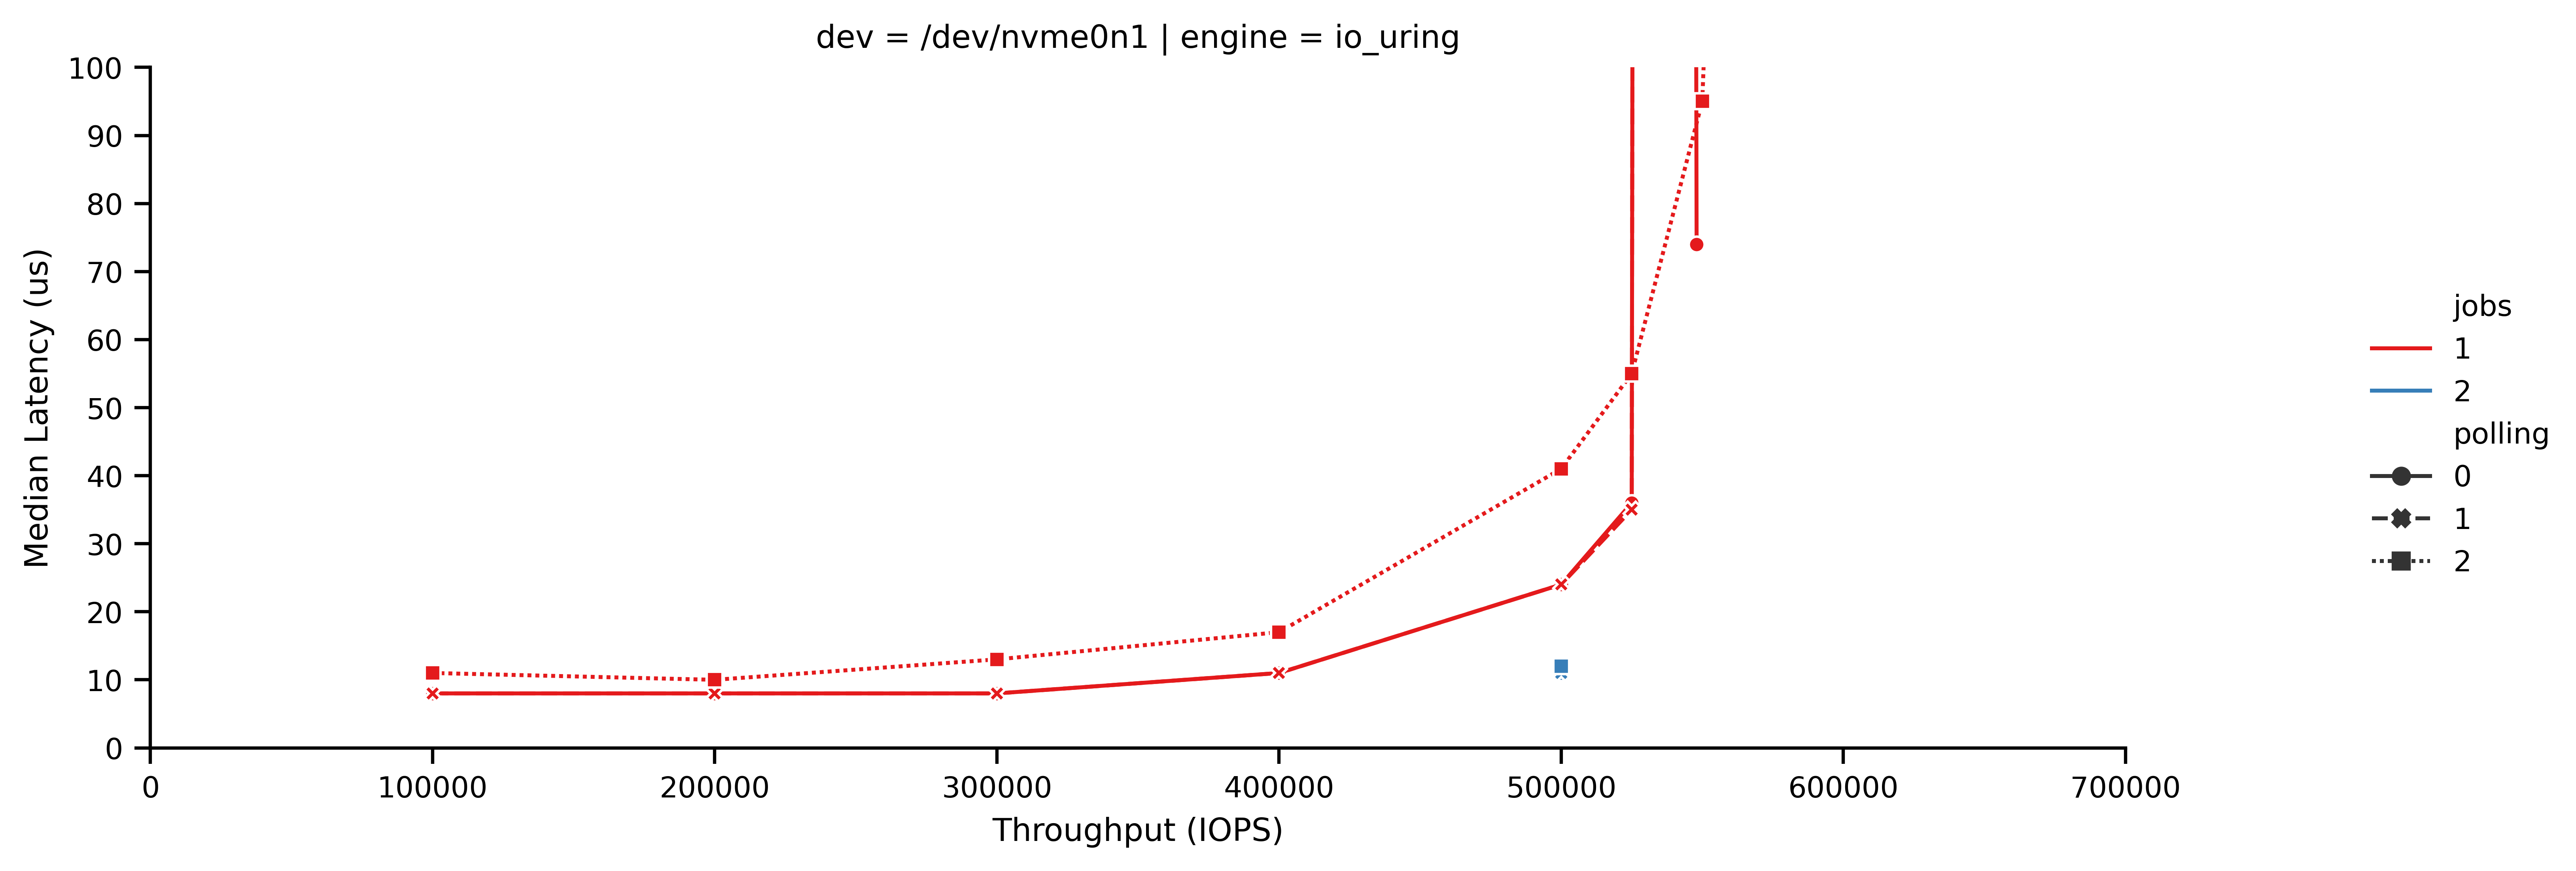 dev = /dev/nvme0n1 | engine = io_uring
100
90
80
70
60
50
40
30
20
10
0
Median Latency (us)
0 100000 200000 300000 400000 500000 600000 700000
Throughput (IOPS)
jobs
1
2
polling
0
1
2